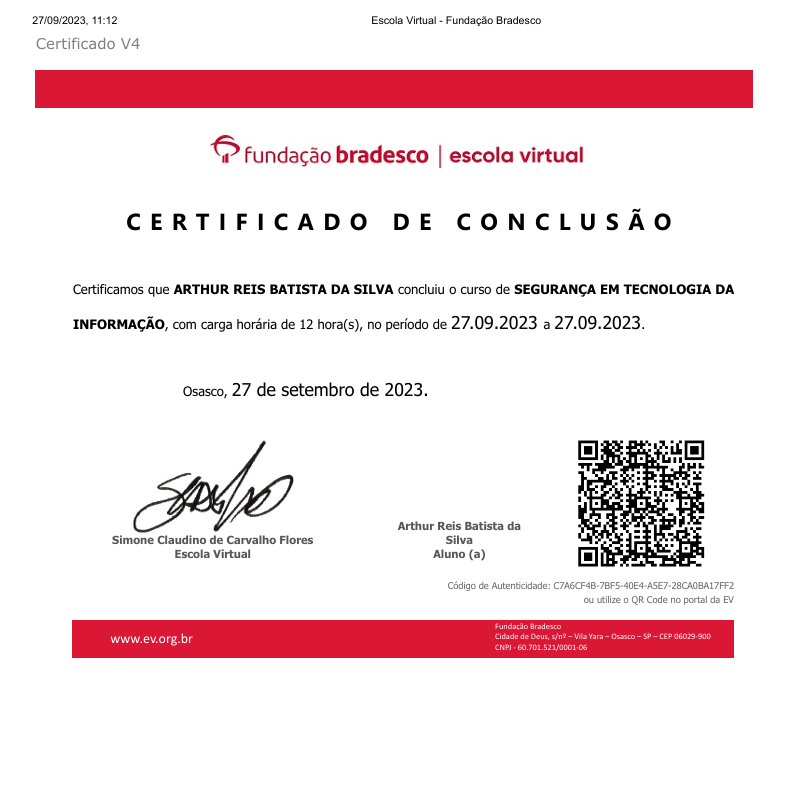 27/09/2023, 11:12 Escola Virtual - Fundação Bradesco
Certificado V4
fundação bradesco | escola virtual
CERTIFICADO DE CONCLUSÃO
Certificamos que ARTHUR REIS BATISTA DA SILVA concluiu o curso de SEGURANÇA EM TECNOLOGIA DA
INFORMAÇÃO, com carga horária de 12 hora(s), no período de 27.09.2023 a 27.09.2023.
Osasco, 27 de setembro de 2023.
Simone Claudino de Carvalho Flores
Escola Virtual
Arthur Reis Batista da
Silva
Aluno (a)
Código de Autenticidade: C7A6CF4B-7BF5-40E4-A5E7-28CA0BA17FF2
ou utilize o QR Code no portal da EV
www.ev.org.br
Fundação Bradesco
Cidade de Deus, s/nº – Vila Yara – Osasco – SP – CEP 06029-900
CNPJ - 60.701.521/0001-06